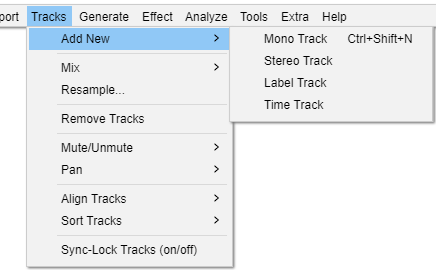 port Tracks Generate Effect Analyze Tools Extra Help
Add New >
Mono Track Ctrl+Shift+N
Stereo Track
Label Track
Time Track
Mix >
Resample...
Remove Tracks
Mute/Unmute >
Pan >
Align Tracks >
Sort Tracks >
Sync-Lock Tracks (on/off)